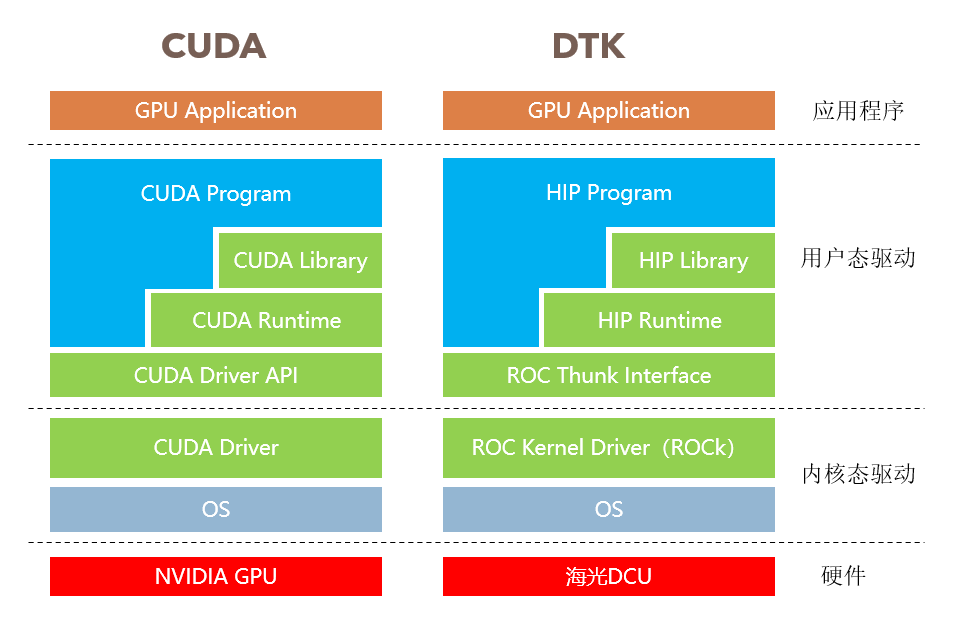 CUDA
DTK
GPU Application
GPU Application
应用程序
CUDA Program
HIP Program
CUDA Library
HIP Library
用户态驱动
CUDA Runtime
HIP Runtime
CUDA Driver API
ROC Thunk Interface
CUDA Driver
ROC Kernel Driver（ROCk）
内核态驱动
OS
OS
NVIDIA GPU
海光DCU
硬件